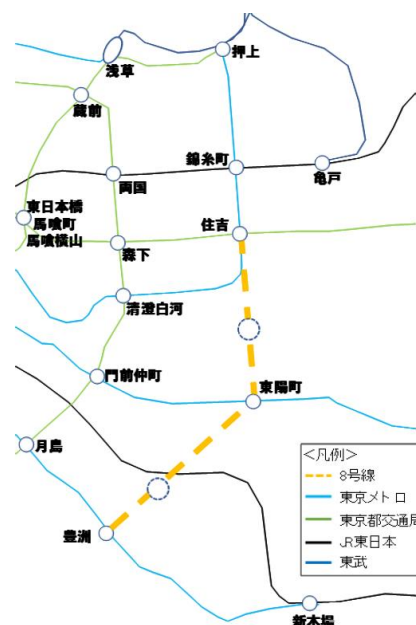 押上
浅草
蔵前
錦糸町
亀戸
両国
東日本橋
馬喰町
馬喰横山
住吉
森下
清澄白河
門前仲町
東陽町
月島
豊洲
新木場
<凡例>
8号線
東京メトロ
東京都交通局
JR東日本
東武